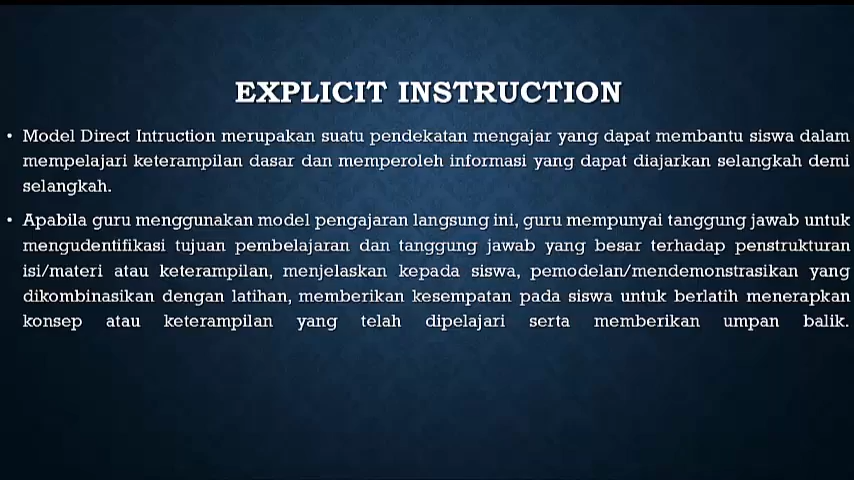 EXPLICIT INSTRUCTION
• Model Direct Intruction merupakan suatu pendekatan mengajar yang dapat membantu siswa dalam
mempelajari keterampilan dasar dan memperoleh informasi yang dapat diajarkan selangkah demi
selangkah.
• Apabila guru menggunakan model pengajaran langsung ini, guru mempunyai tanggung jawab untuk
mengudentifikasi tujuan pembelajaran dan tanggung jawab yang besar terhadap penstrukturan
isi/materi atau keterampilan, menjelaskan kepada siswa, pemodelan/mendemonstrasikan yang
dikombinasikan dengan latihan, memberikan kesempatan pada siswa untuk berlatih menerapkan
konsep atau keterampilan yang telah dipelajari serta memberikan umpan balik.